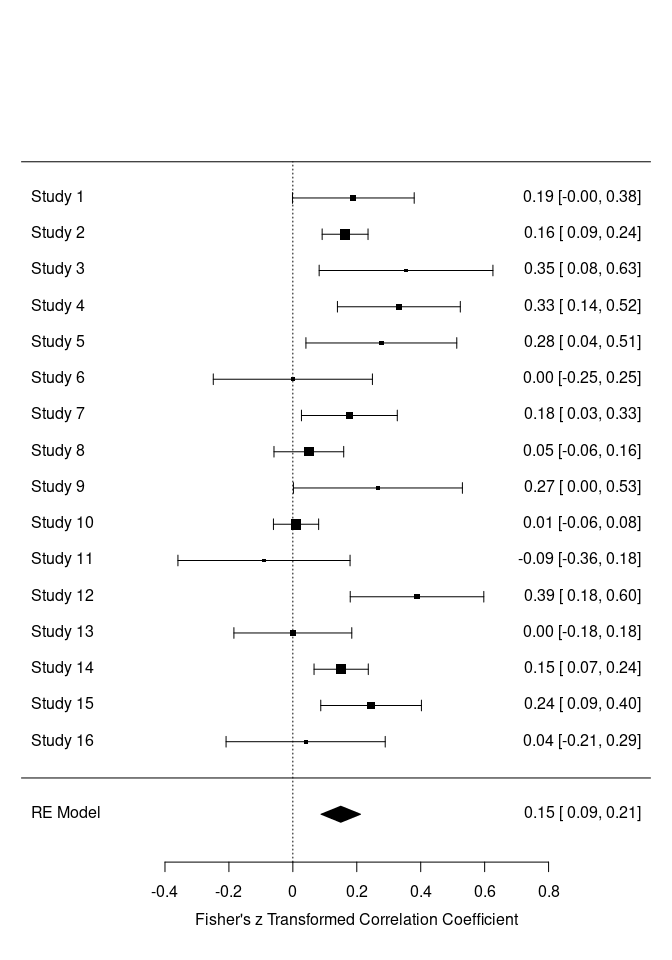 Study 1 0.19 [-0.00, 0.38]
Study 2 0.16 [ 0.09, 0.24]
Study 3 0.35 [ 0.08, 0.63]
Study 4 0.33 [ 0.14, 0.52]
Study 5 0.28 [ 0.04, 0.51]
Study 6 0.00 [-0.25, 0.25]
Study 7 0.18 [ 0.03, 0.33]
Study 8 0.05 [-0.06, 0.16]
Study 9 0.27 [ 0.00, 0.53]
Study 10 0.01 [-0.06, 0.08]
Study 11 -0.09 [-0.36, 0.18]
Study 12 0.39 [ 0.18, 0.60]
Study 13 0.00 [-0.18, 0.18]
Study 14 0.15 [ 0.07, 0.24]
Study 15 0.24 [ 0.09, 0.40]
Study 16 0.04 [-0.21, 0.29]
RE Model 0.15 [ 0.09, 0.21]
-0.4 -0.2 0 0.2 0.4 0.6 0.8
Fisher's z Transformed Correlation Coefficient